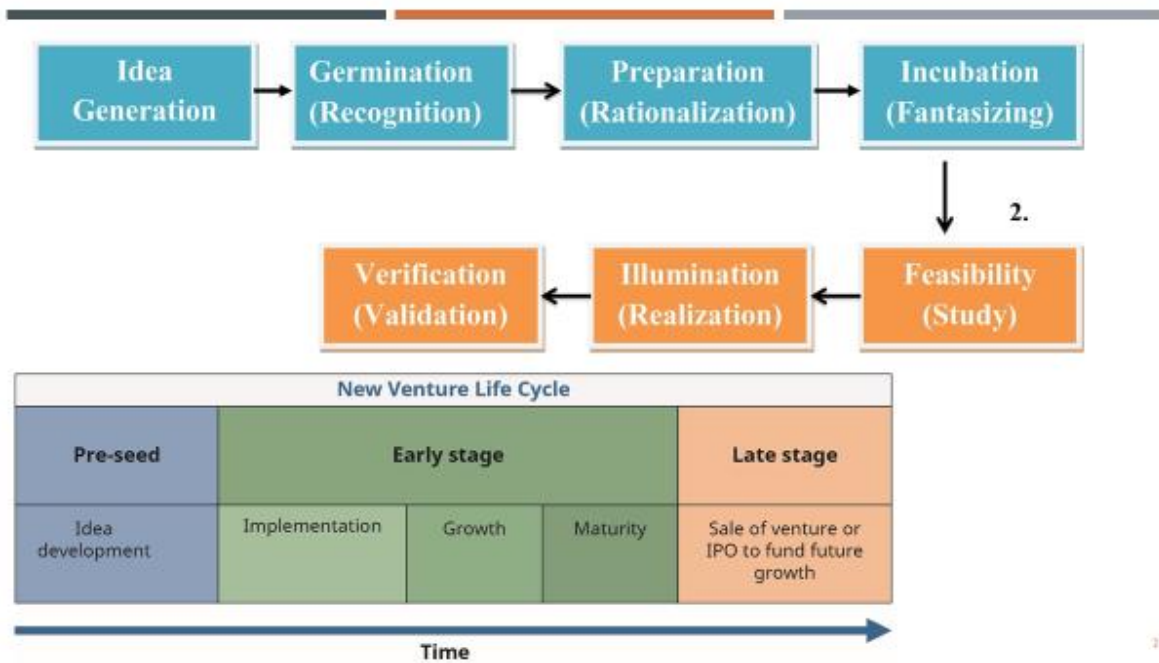 Idea
Generation
Germination
(Recognition)
Preparation
(Rationalization)
Incubation
(Fantasizing)
2.
Verification
(Validation)
Illumination
(Realization)
Feasibility
(Study)
New Venture Life Cycle
Pre-seed
Early stage
Late stage
Idea
development
Implementation
Growth
Maturity
Sale of venture or
IPO to fund future
growth
Time
2